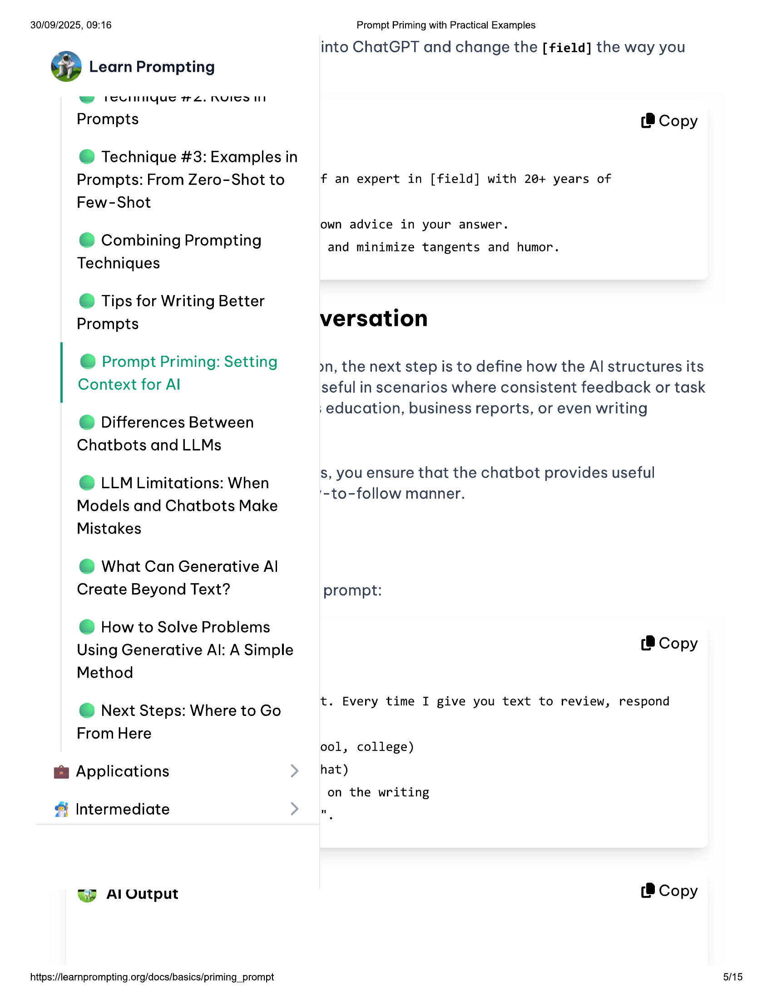 30/09/2025, 09:16
Prompt Priming with Practical Examples
Learn Prompting
Technique #2: Roles in
Prompts
Technique #3: Examples in
Prompts: From Zero-Shot to
Few-Shot
Combining Prompting
Techniques
Tips for Writing Better
Prompts
Prompt Priming: Setting
Context for AI
Differences Between
Chatbots and LLMs
LLM Limitations: When
Models and Chatbots Make
Mistakes
What Can Generative AI
Create Beyond Text?
How to Solve Problems
Using Generative AI: A Simple
Method
Next Steps: Where to Go
From Here
Applications
Intermediate
into ChatGPT and change the [field] the way you
Copy
f an expert in [field] with 20+ years of
own advice in your answer.
and minimize tangents and humor.
versation
on, the next step is to define how the AI structures its
seful in scenarios where consistent feedback or task
s education, business reports, or even writing
s, you ensure that the chatbot provides useful
-to-follow manner.
prompt:
Copy
t. Every time I give you text to review, respond
ool, college)
hat)
on the writing
".
AI Output
Copy
https://learnprompting.org/docs/basics/priming_prompt
5/15